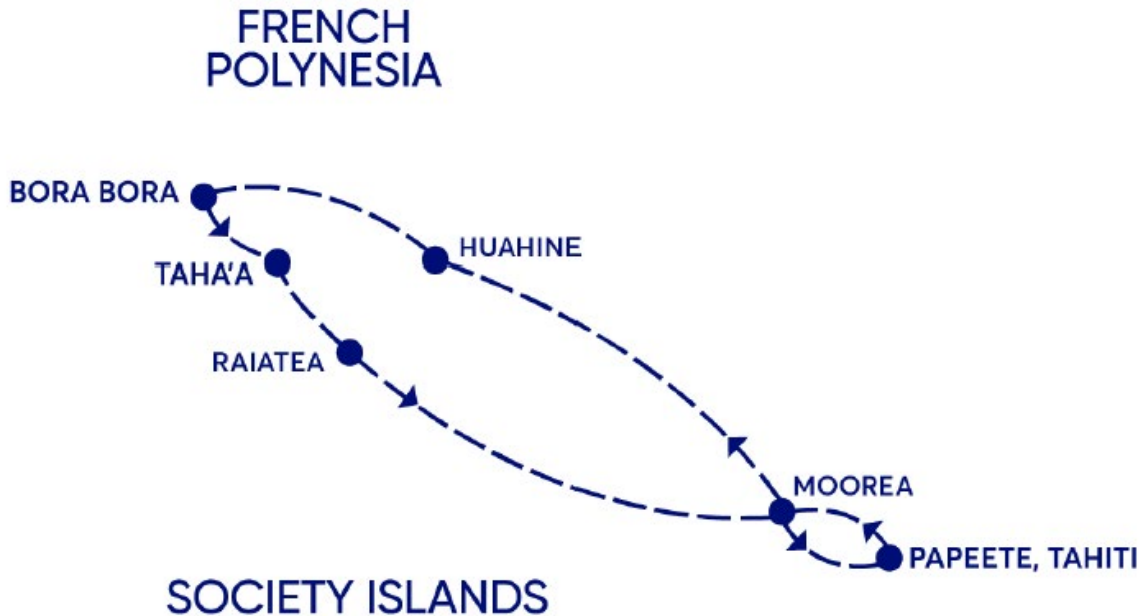 FRENCH
POLYNESIA
BORA BORA
HUAHINE
TAHA'A
RAIATEA
MOOREA
PAPEETE, TAHITI
SOCIETY ISLANDS